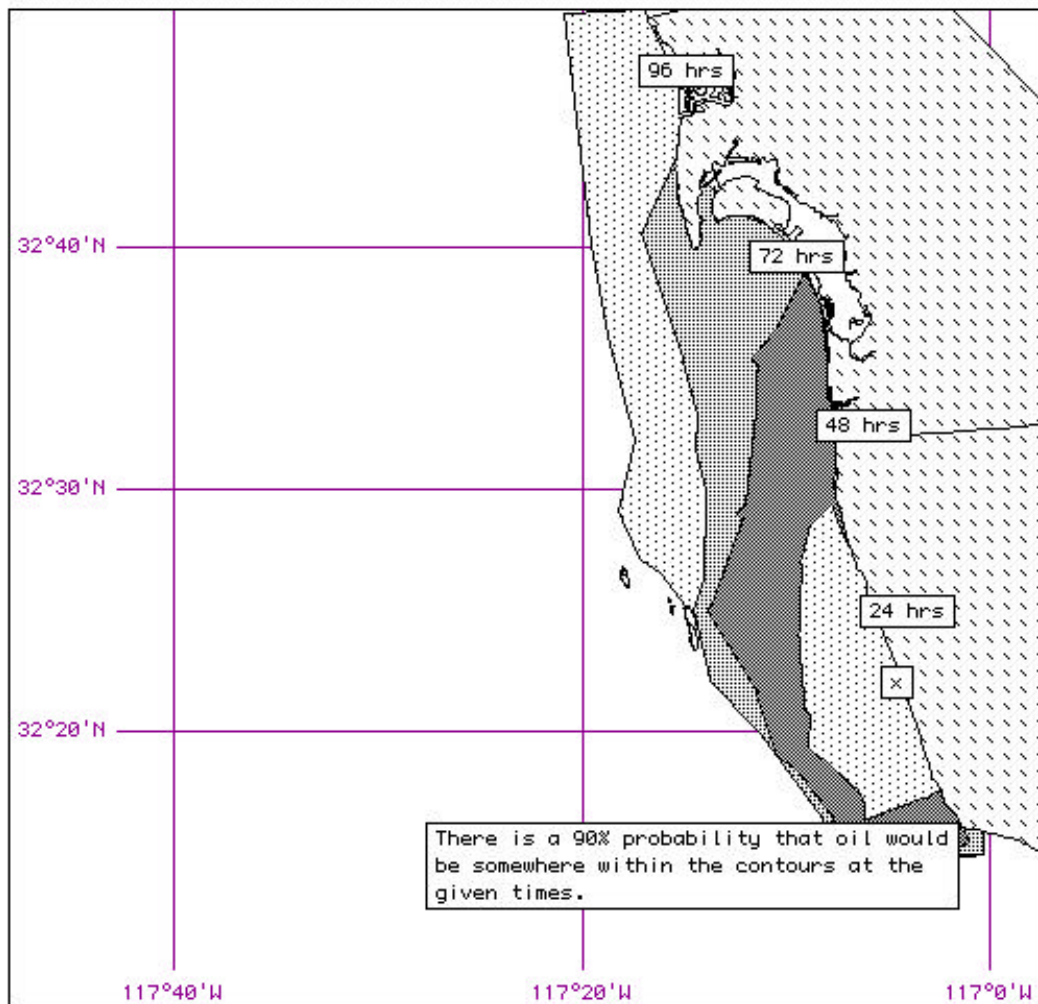 96 hrs
32°40'N
72 hrs
48 hrs
32°30'N
24 hrs
x
32°20'N
There is a 90% probability that oil would
be somewhere within the contours at the
given times.
117°40'W
117°20'W
117°0'W